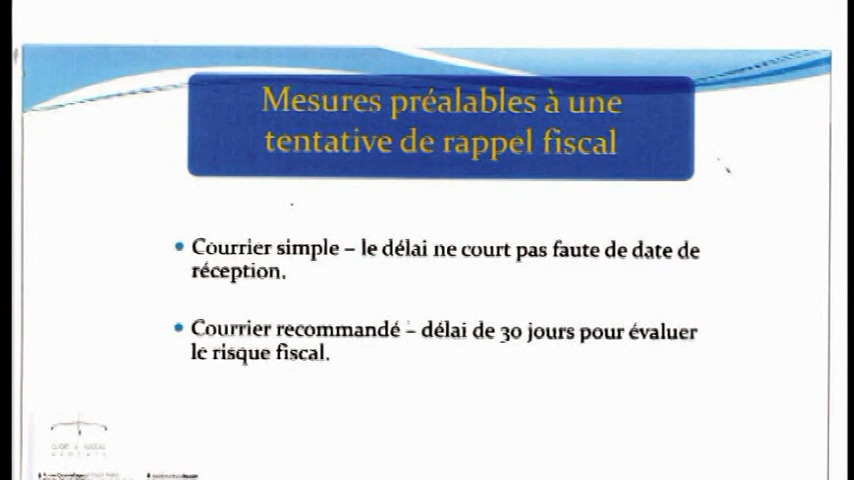 Mesures préalables à une
tentative de rappel fiscal
• Courrier simple – le délai ne court pas faute de date de
réception.
• Courrier recommandé – délai de 30 jours pour évaluer
le risque fiscal.
AVOCATS